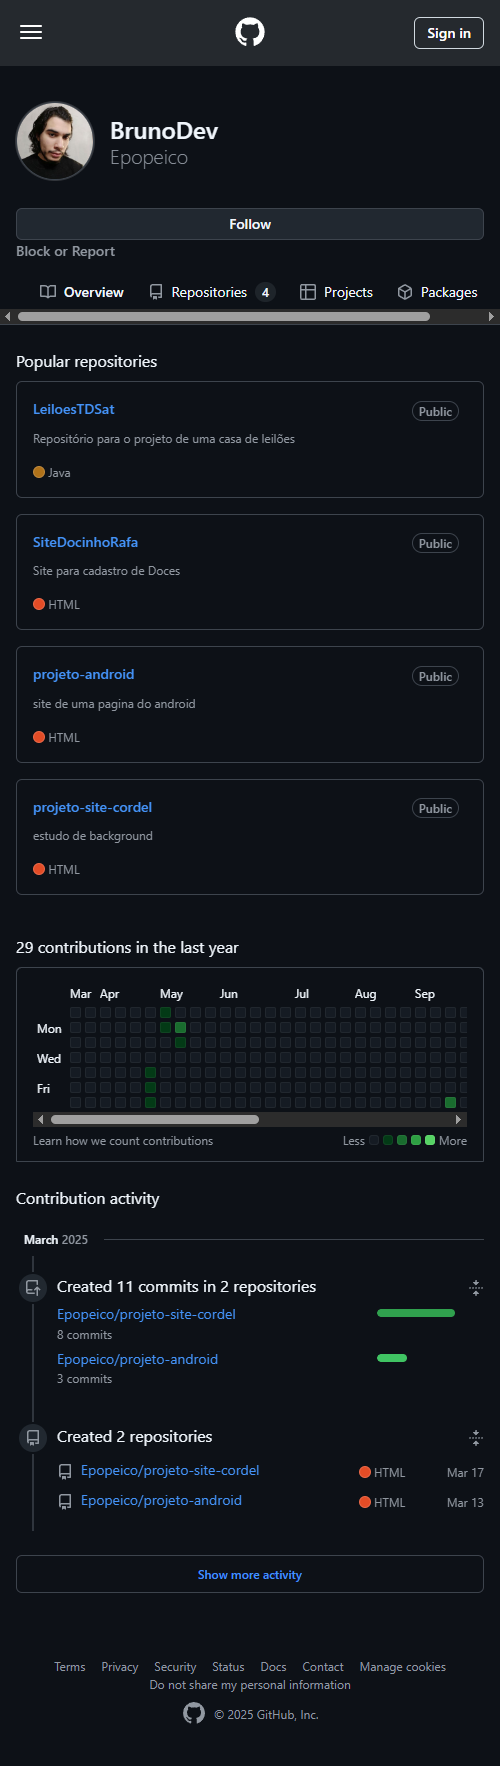 Sign in
BrunoDev
Epopeico
Follow
Block or Report
Overview Repositories 4 Projects Packages
Popular repositories
LeiloesTDSat Public
Repositório para o projeto de uma casa de leilões
Java
SiteDocinhoRafa Public
Site para cadastro de Doces
HTML
projeto-android Public
site de uma pagina do android
HTML
projeto-site-cordel Public
estudo de background
HTML
29 contributions in the last year
Mar Apr May Jun Jul Aug Sep
Mon
Wed
Fri
Learn how we count contributions Less More
Contribution activity
March 2025
Created 11 commits in 2 repositories
Epopeico/projeto-site-cordel
8 commits
Epopeico/projeto-android
3 commits
Created 2 repositories
Epopeico/projeto-site-cordel HTML Mar 17
Epopeico/projeto-android HTML Mar 13
Show more activity
Terms Privacy Security Status Docs Contact Manage cookies
Do not share my personal information
© 2025 GitHub, Inc.